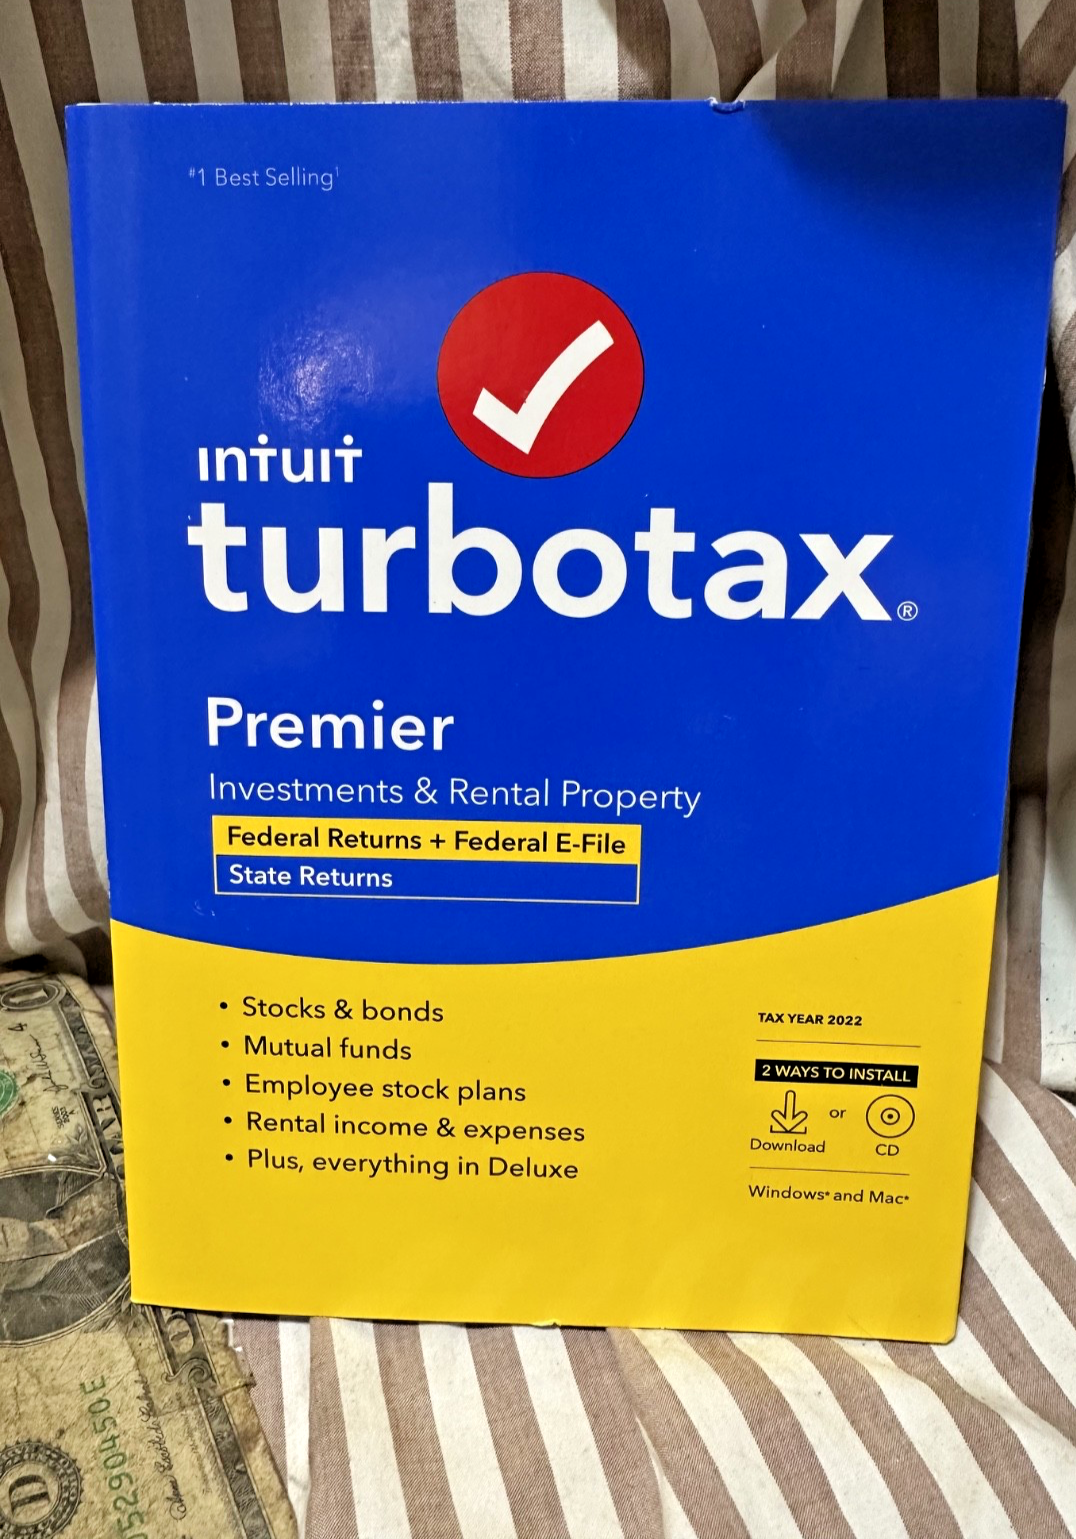 #1 Best Selling¹
ıntuıt
turbotax®
Premier
Investments & Rental Property
Federal Returns + Federal E-File
State Returns
• Stocks & bonds
• Mutual funds
• Employee stock plans
• Rental income & expenses
• Plus, everything in Deluxe
TAX YEAR 2022
2 WAYS TO INSTALL
or
Download
CD
Windows* and Mac*
D